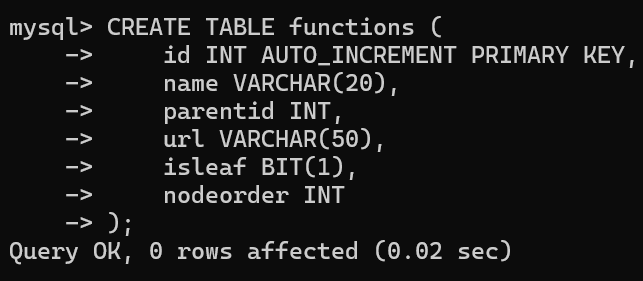 mysql> CREATE TABLE functions (
    ->     id INT AUTO_INCREMENT PRIMARY KEY,
    ->     name VARCHAR(20),
    ->     parentid INT,
    ->     url VARCHAR(50),
    ->     isleaf BIT(1),
    ->     nodeorder INT
    -> );
Query OK, 0 rows affected (0.02 sec)